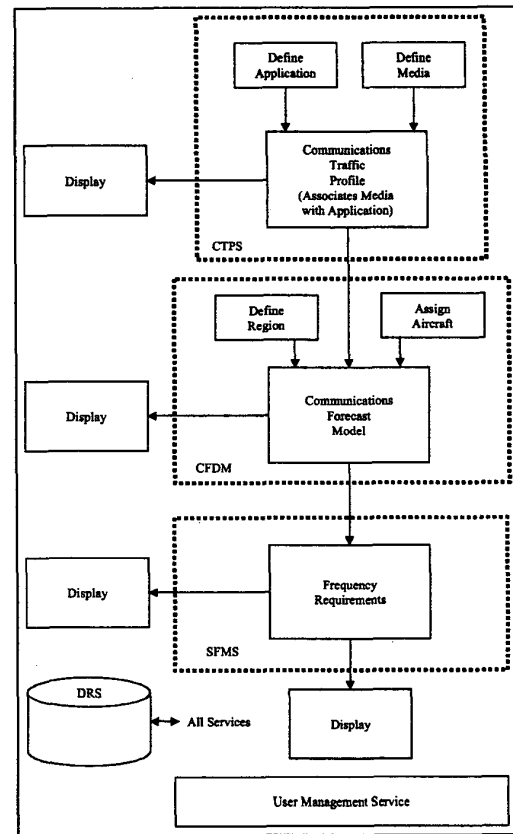 Define
Application
Define
Media
Communications
Traffic
Profile
(Associates Media
with Application)
Display
CTPS
Define
Region
Assign
Aircraft
Communications
Forecast
Model
Display
CFDM
Frequency
Requirements
Display
SFMS
DRS
All Services
Display
User Management Service